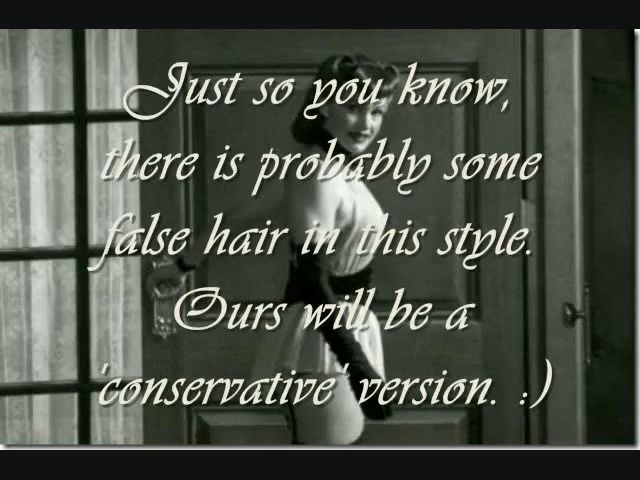 Just so you know,
there is probably some
false hair in this style.
Ours will be a
'conservative' version. :)